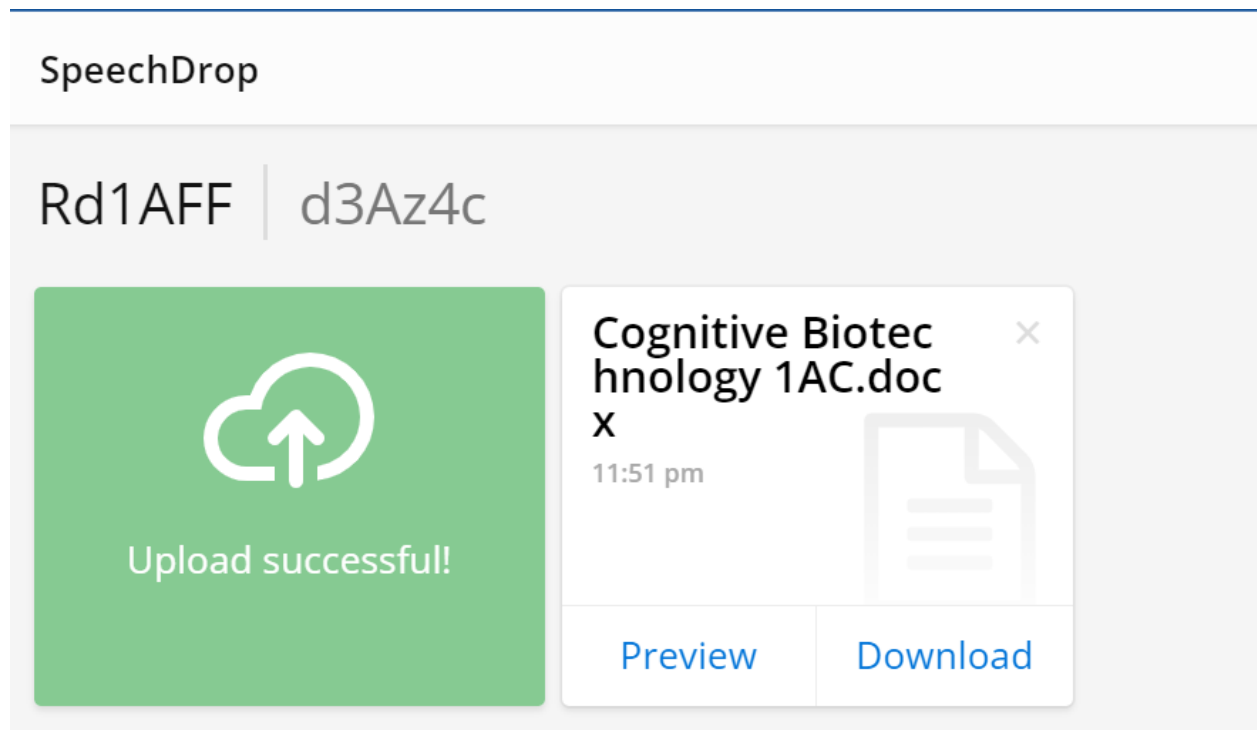 SpeechDrop
Rd1AFF d3Az4c
Upload successful!
Cognitive Biotec
hnology 1AC.doc
x
11:51 pm
Preview Download